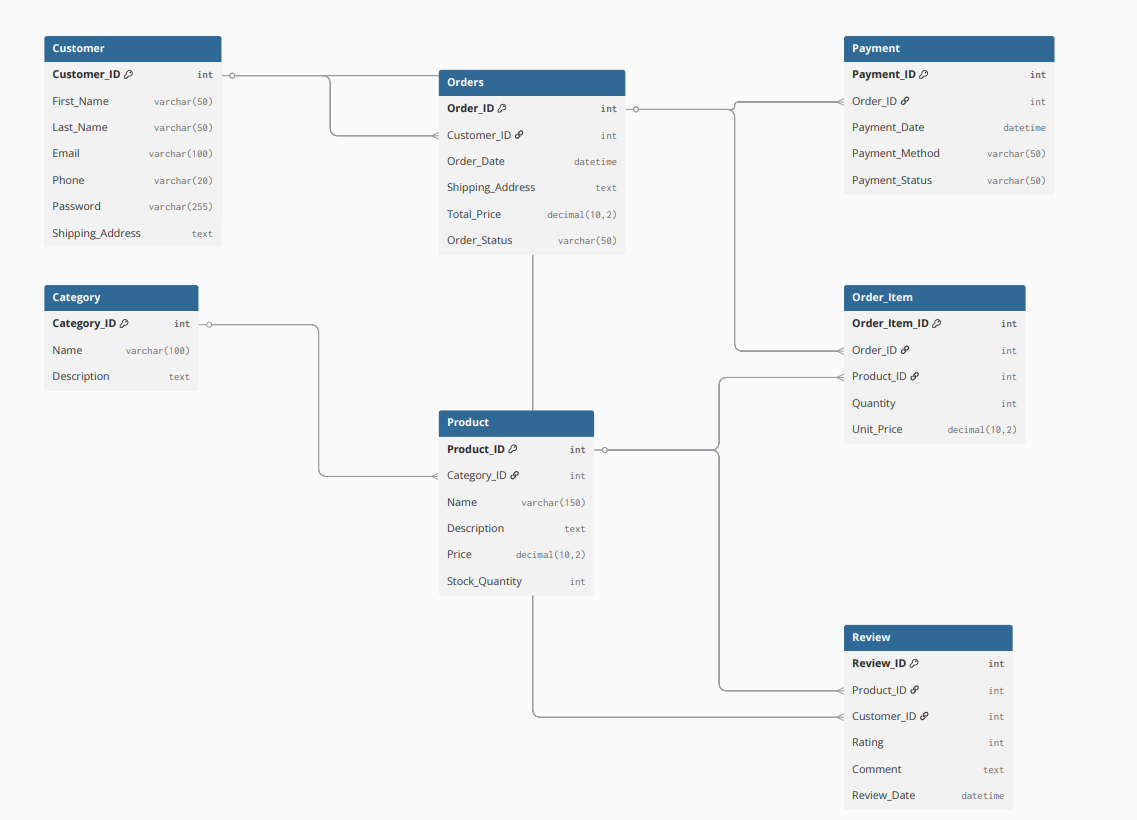 Customer
Customer_ID int
First_Name varchar(50)
Last_Name varchar(50)
Email varchar(100)
Phone varchar(20)
Password varchar(255)
Shipping_Address text
Orders
Order_ID int
Customer_ID int
Order_Date datetime
Shipping_Address text
Total_Price decimal(10,2)
Order_Status varchar(50)
Payment
Payment_ID int
Order_ID int
Payment_Date datetime
Payment_Method varchar(50)
Payment_Status varchar(50)
Category
Category_ID int
Name varchar(100)
Description text
Order_Item
Order_Item_ID int
Order_ID int
Product_ID int
Quantity int
Unit_Price decimal(10,2)
Product
Product_ID int
Category_ID int
Name varchar(150)
Description text
Price decimal(10,2)
Stock_Quantity int
Review
Review_ID int
Product_ID int
Customer_ID int
Rating int
Comment text
Review_Date datetime